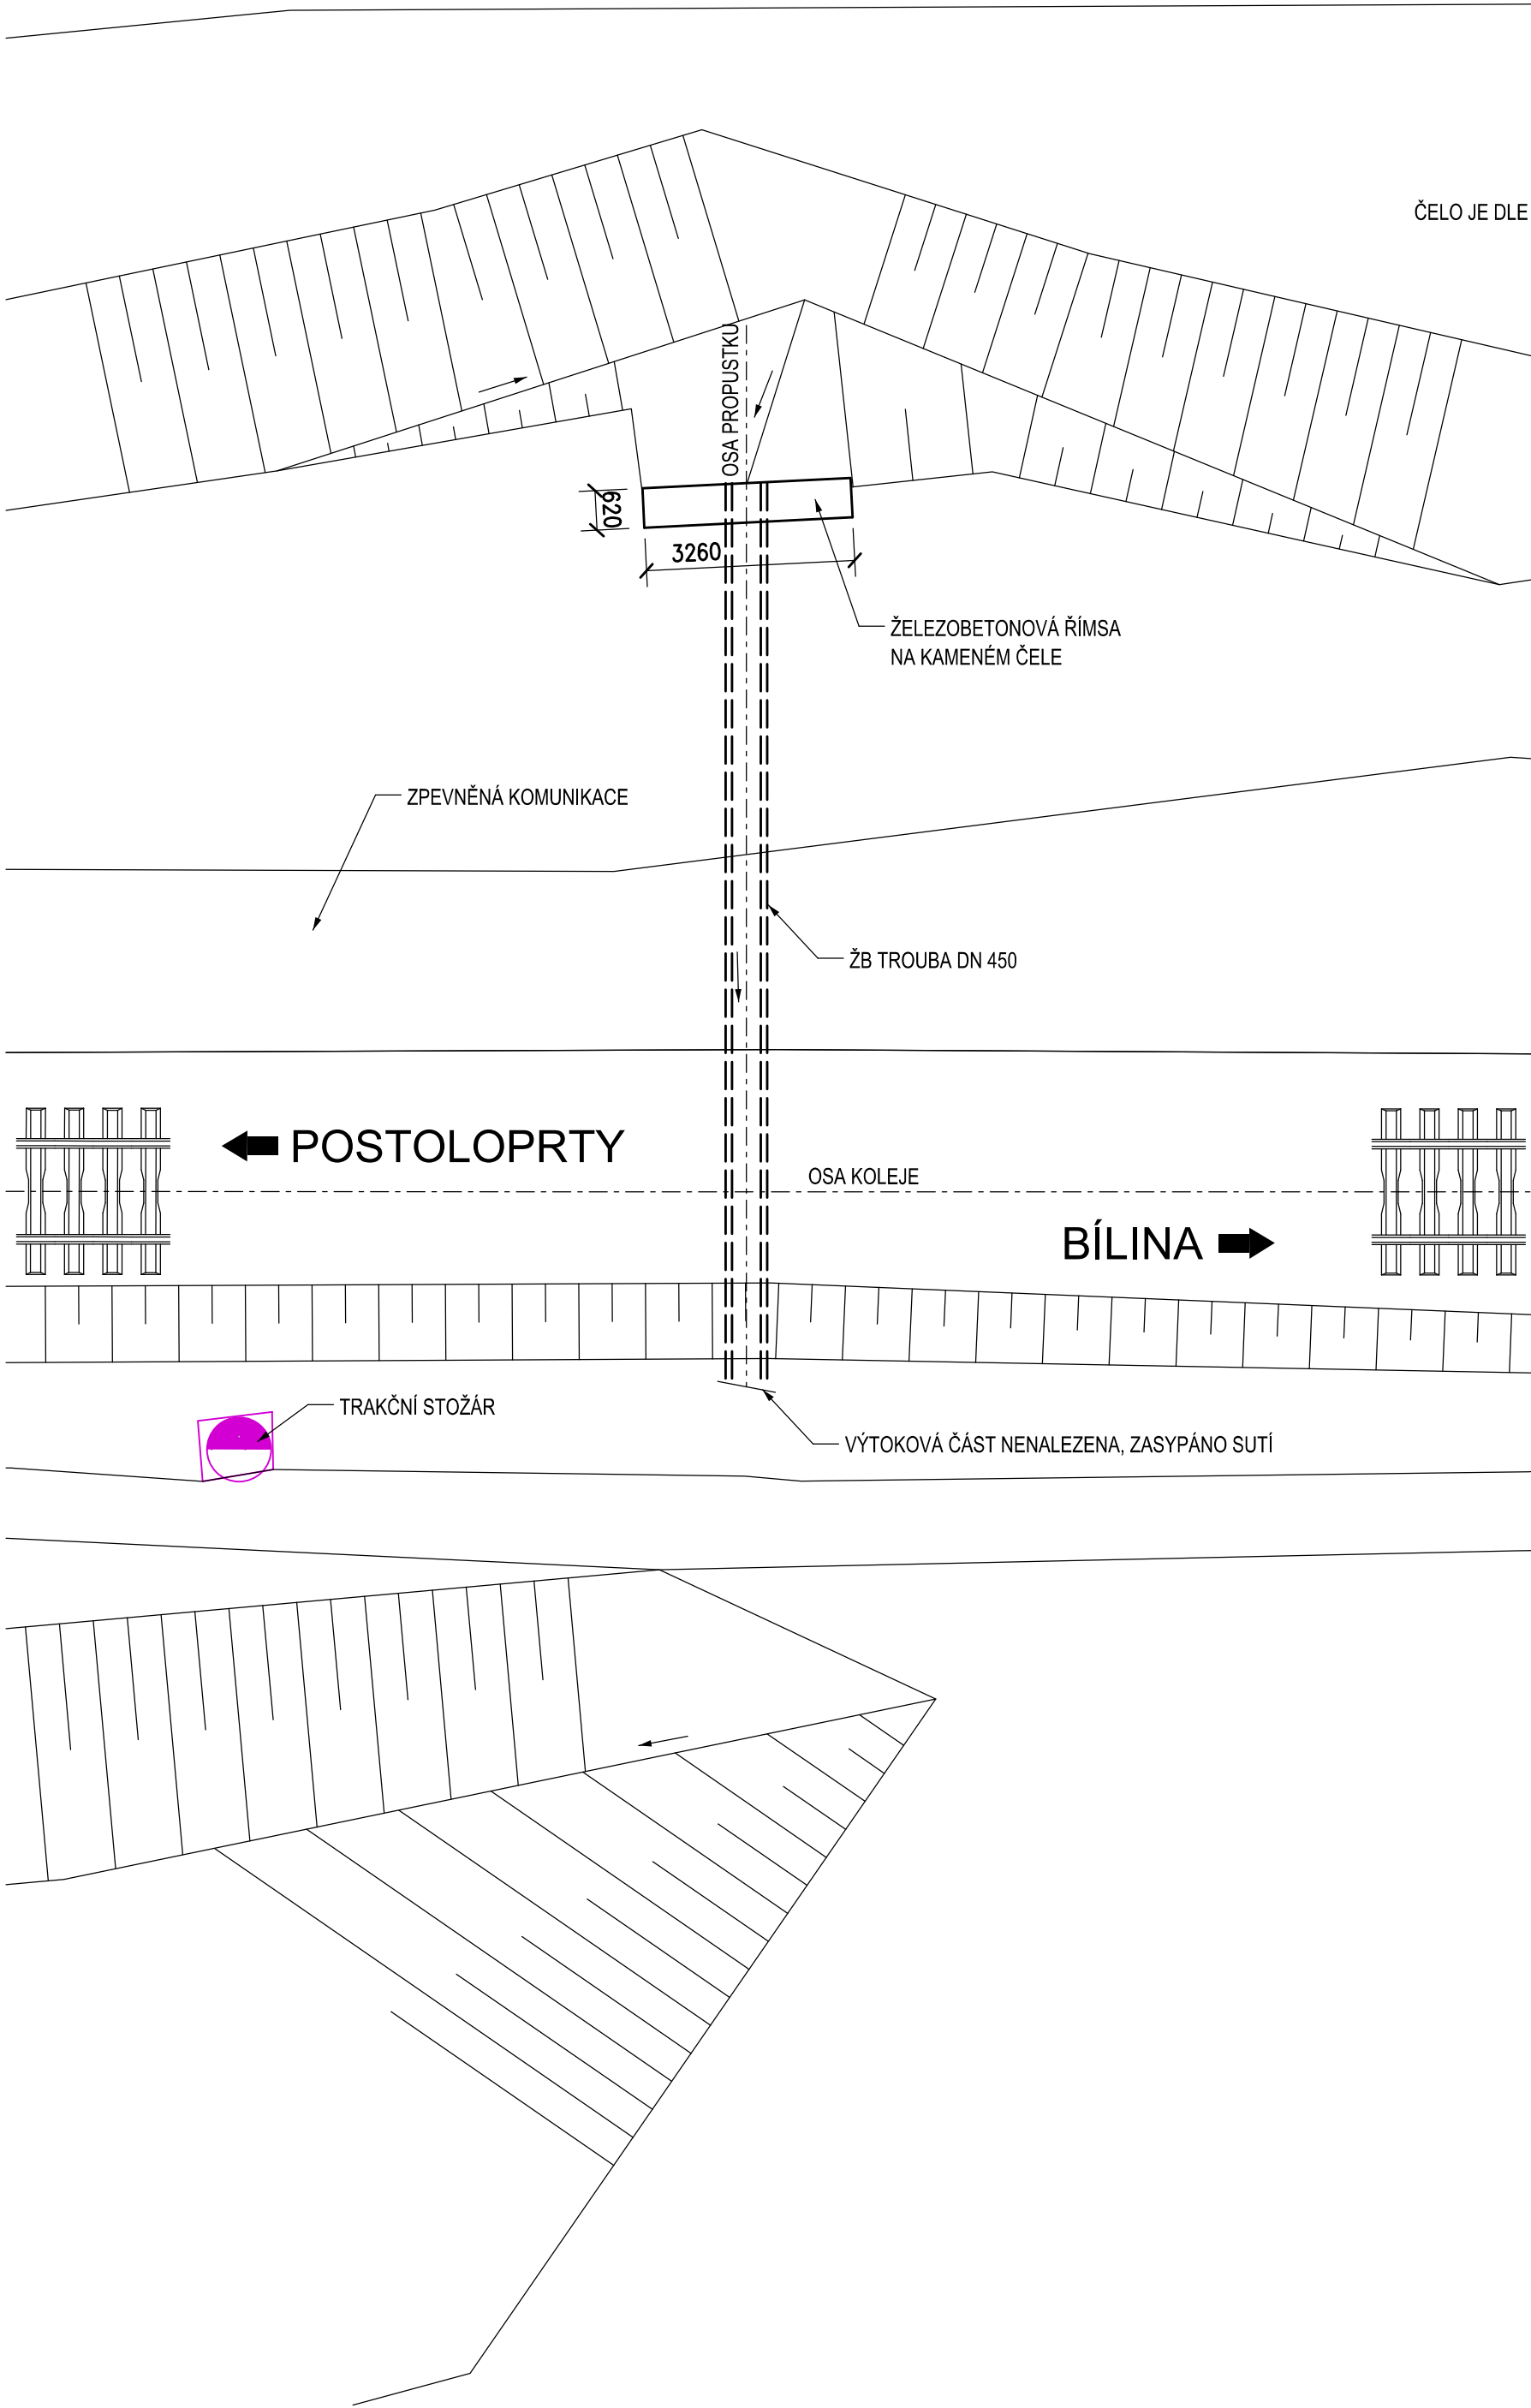 ČELO JE DLE
OSA PROPUSTKU
620
3260
ŽELEZOBETONOVÁ ŘÍMSA
NA KAMENÉM ČELE
ZPEVNĚNÁ KOMUNIKACE
ŽB TROUBA DN 450
POSTOLOPRTY
OSA KOLEJE
BÍLINA
TRAKČNÍ STOŽÁR
VÝTOKOVÁ ČÁST NENALEZENA, ZASYPÁNO SUTÍ